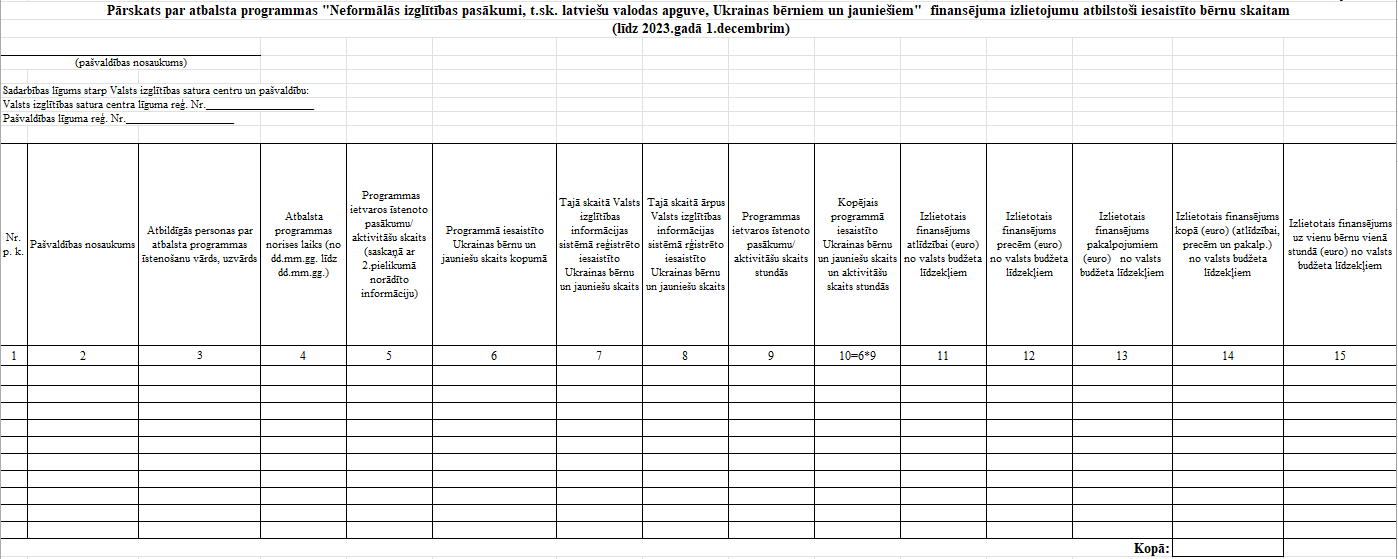 Pārskats par atbalsta programmas "Neformālās izglītības pasākumi, t.sk. latviešu valodas apguve, Ukrainas bērniem un jauniešiem" finansējuma izlietojumu atbilstoši iesaistīto bērnu skaitam
(līdz 2023.gadā 1.decembrim)
(pašvaldības nosaukums)
Sadarbības līgums starp Valsts izglītības satura centru un pašvaldību:
Valsts izglītības satura centra līguma reģ. Nr.____________________
Pašvaldības līguma reģ. Nr.____________________
Nr.
p. k.
Pašvaldības nosaukums
Atbildīgās personas par
atbalsta programmas
īstenošanu vārds, uzvārds
Atbalsta
programmas
norises laiks (no
dd.mm.gg. līdz
dd.mm.gg.)
Programmas
ietvaros īstenoto
pasākumu/
aktivitāšu skaits
(saskaņā ar
2.pielikumā
norādīto
informāciju)
Programmā iesaistīto
Ukrainas bērnu un
jauniešu skaits kopumā
Tajā skaitā Valsts
izglītības
informācijas
sistēmā reģistrēto
iesaistīto
Ukrainas bērnu
un jauniešu skaits
Tajā skaitā ārpus
Valsts izglītības
informācijas
sistēmā rģistrēto
iesaistīto
Ukrainas bērnu
un jauniešu skaits
Programmas
ietvaros īstenoto
pasākumu/
aktivitāšu skaits
stundās
Kopējais
programmā
iesaistīto
Ukrainas bērnu
un jauniešu skaits
un aktivitāšu
skaits stundās
Izlietotais
finansējums
atlīdzībai (euro)
no valsts budžeta
līdzekļiem
Izlietotais
finansējums
precēm (euro)
no valsts budžeta
līdzekļiem
Izlietotais
finansējums
pakalpojumiem
(euro) no valsts
budžeta līdzekļiem
Izlietotais finansējums
kopā (euro) (atlīdzībai,
precēm un pakalp.)
no valsts budžeta
līdzekļiem
Izlietotais finansējums
uz vienu bērnu vienā
stundā (euro) no valsts
budžeta līdzekļiem
1 2 3 4 5 6 7 8 9 10=6*9 11 12 13 14 15
Kopā: